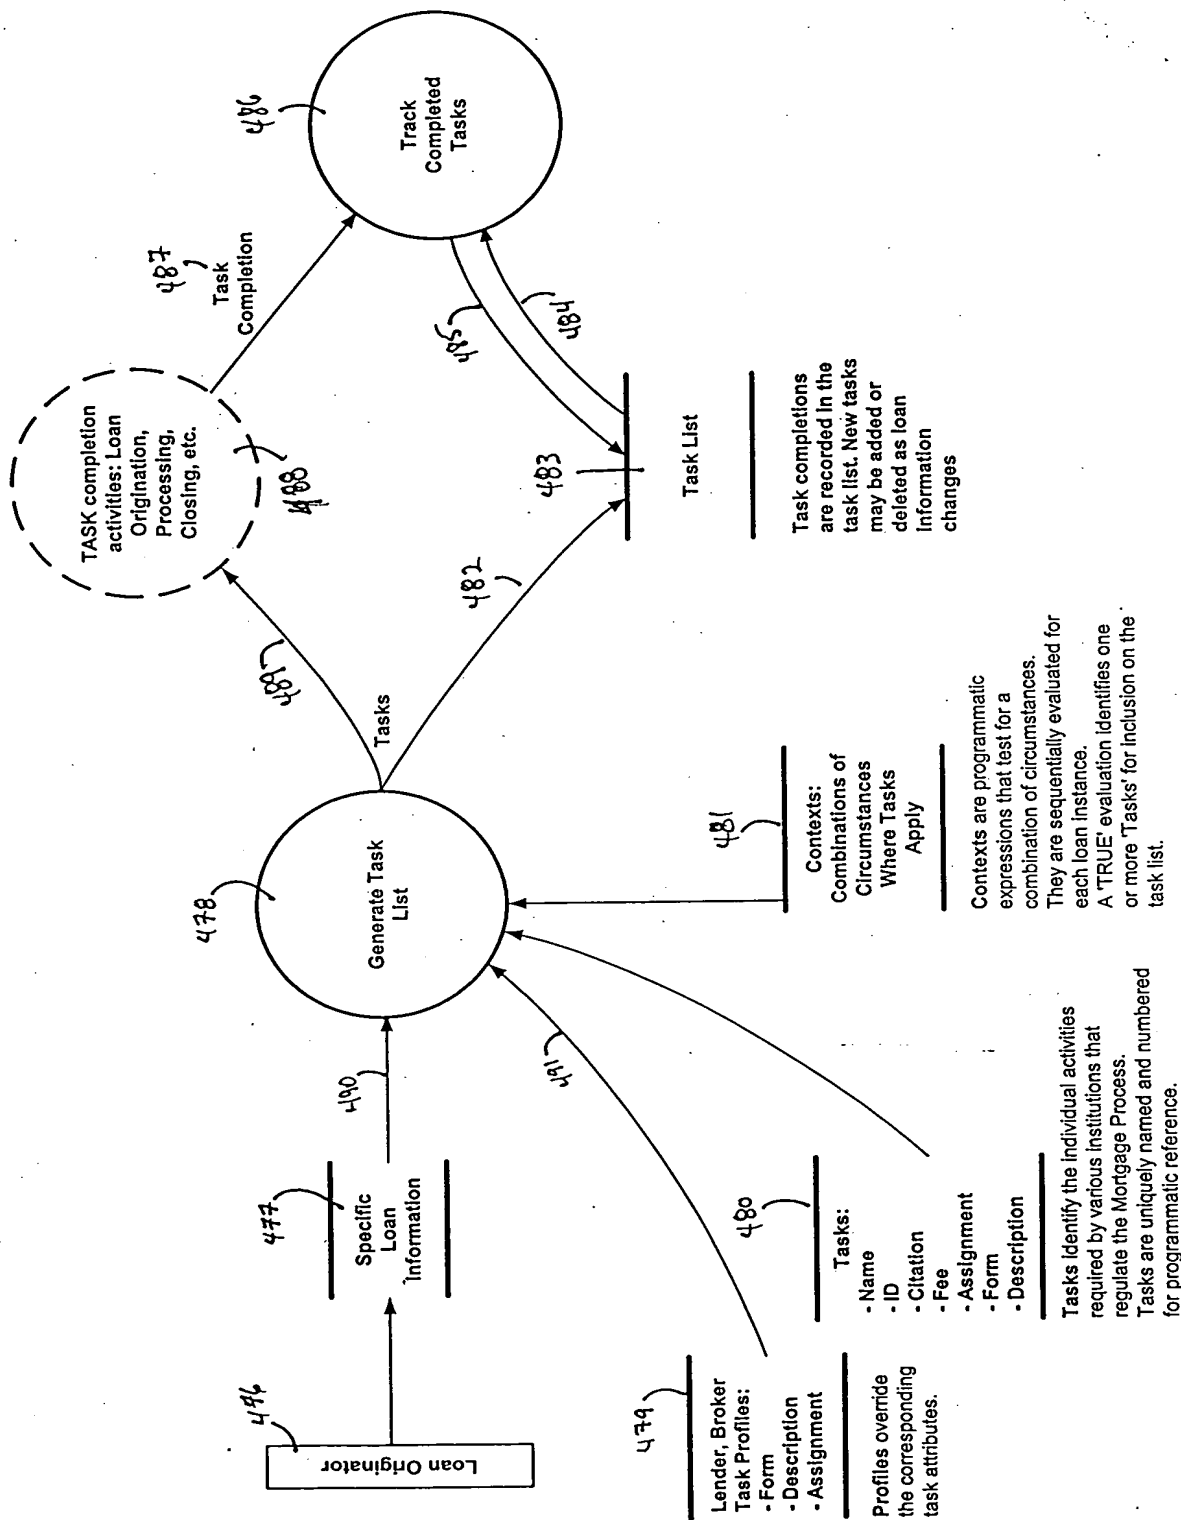 496
Loan Originator
477
Specific
Loan
Information
490
478
Generate Task
List
479
Lender, Broker
Task Profiles:
- Form
- Description
- Assignment
Profiles override
the corresponding
task attributes.
491
480
Tasks:
- Name
- ID
- Citation
- Fee
- Assignment
- Form
- Description
Tasks identify the individual activities
required by various institutions that
regulate the Mortgage Process.
Tasks are uniquely named and numbered
for programmatic reference.
481
Contexts:
Combinations of
Circumstances
Where Tasks
Apply
Contexts are programmatic
expressions that test for a
combination of circumstances.
They are sequentially evaluated for
each loan instance.
A 'TRUE' evaluation identifies one
or more 'Tasks' for inclusion on the
task list.
Tasks
489
482
TASK completion
activities: Loan
Origination,
Processing,
Closing, etc..
488
487
Task
Completion
486
Track
Completed
Tasks
485
484
483
Task List
Task completions
are recorded in the
task list. New tasks
may be added or
deleted as loan
Information
changes